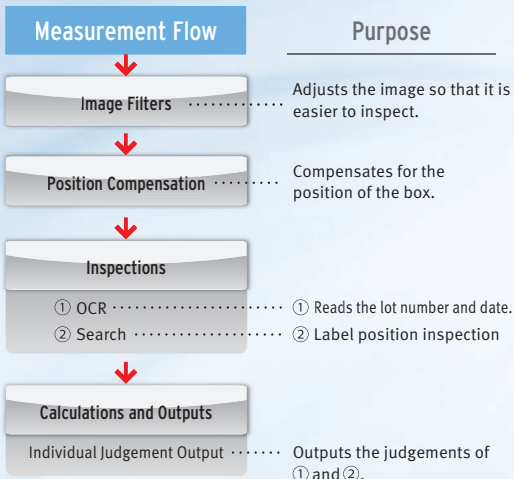 Measurement Flow
Purpose
Image Filters
Adjusts the image so that it is
easier to inspect.
Position Compensation
Compensates for the
position of the box.
Inspections
① OCR
① Reads the lot number and date.
② Search
② Label position inspection
Calculations and Outputs
Individual Judgement Output
Outputs the judgements of
① and ②.